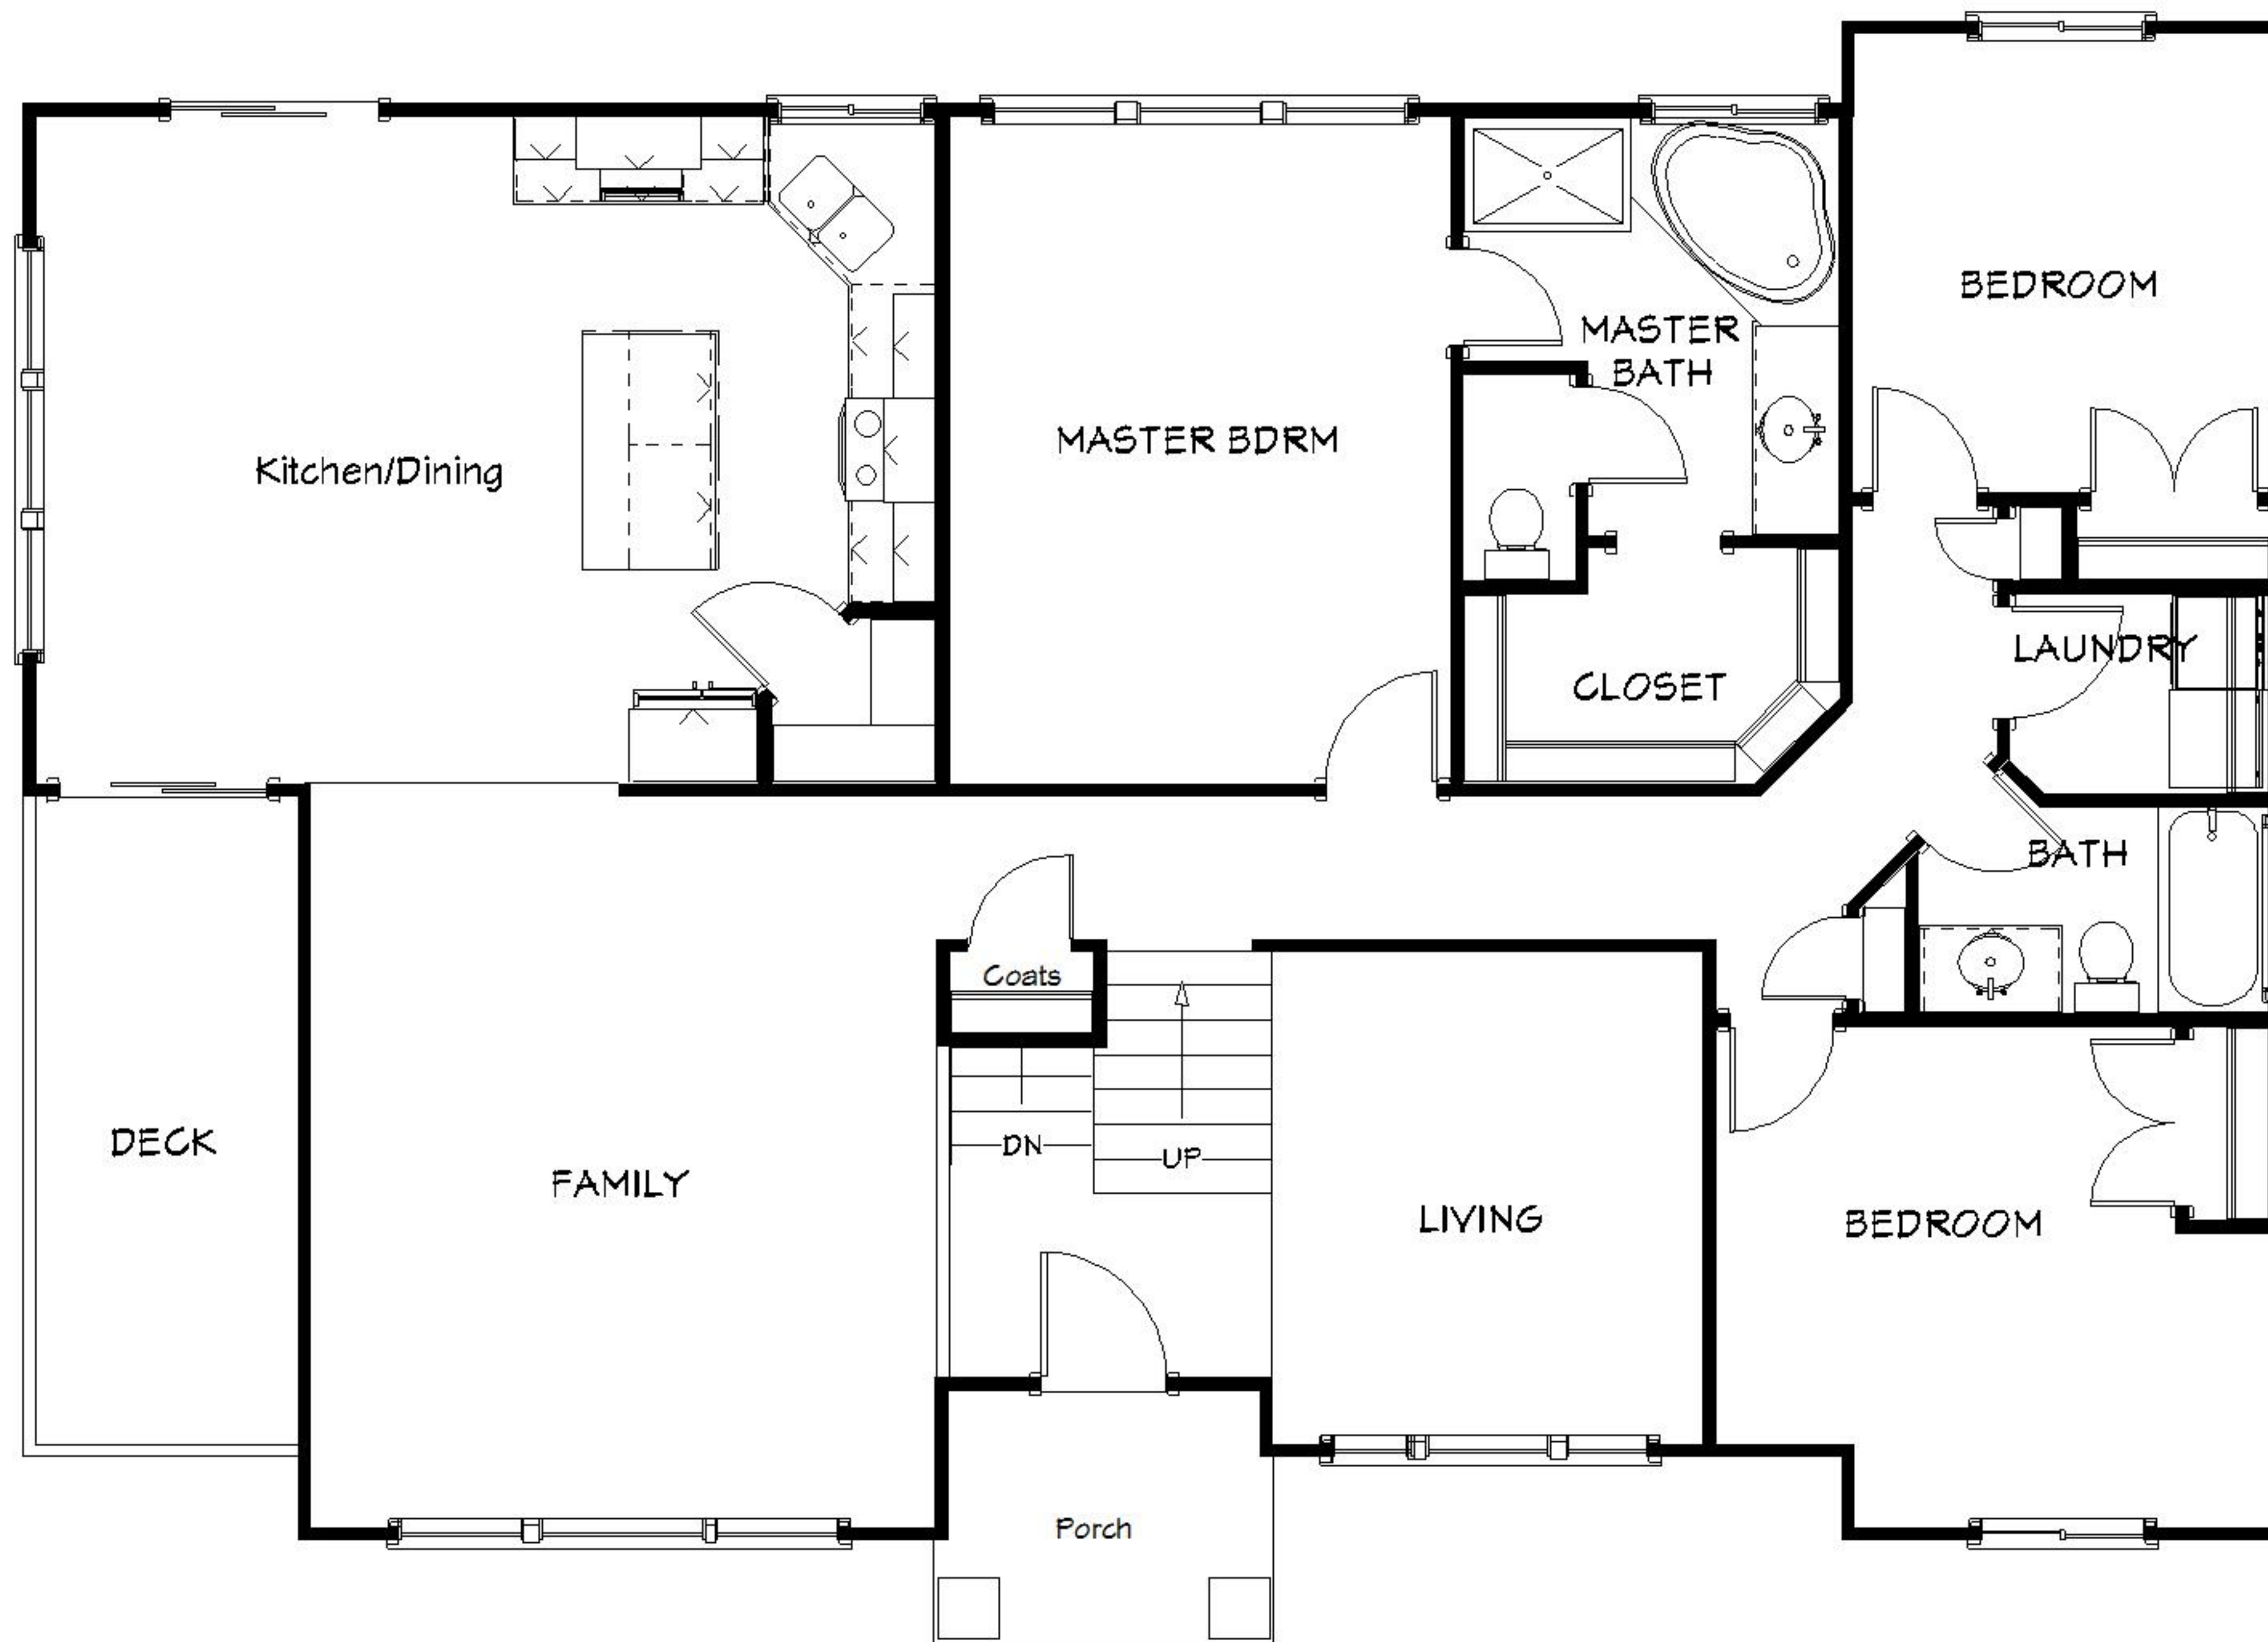 BEDROOM
MASTER
BATH
MASTER BDRM
Kitchen/Dining
LAUNDRY
CLOSET
BATH
Coats
DECK
DN
UP
FAMILY
LIVING
BEDROOM
Porch